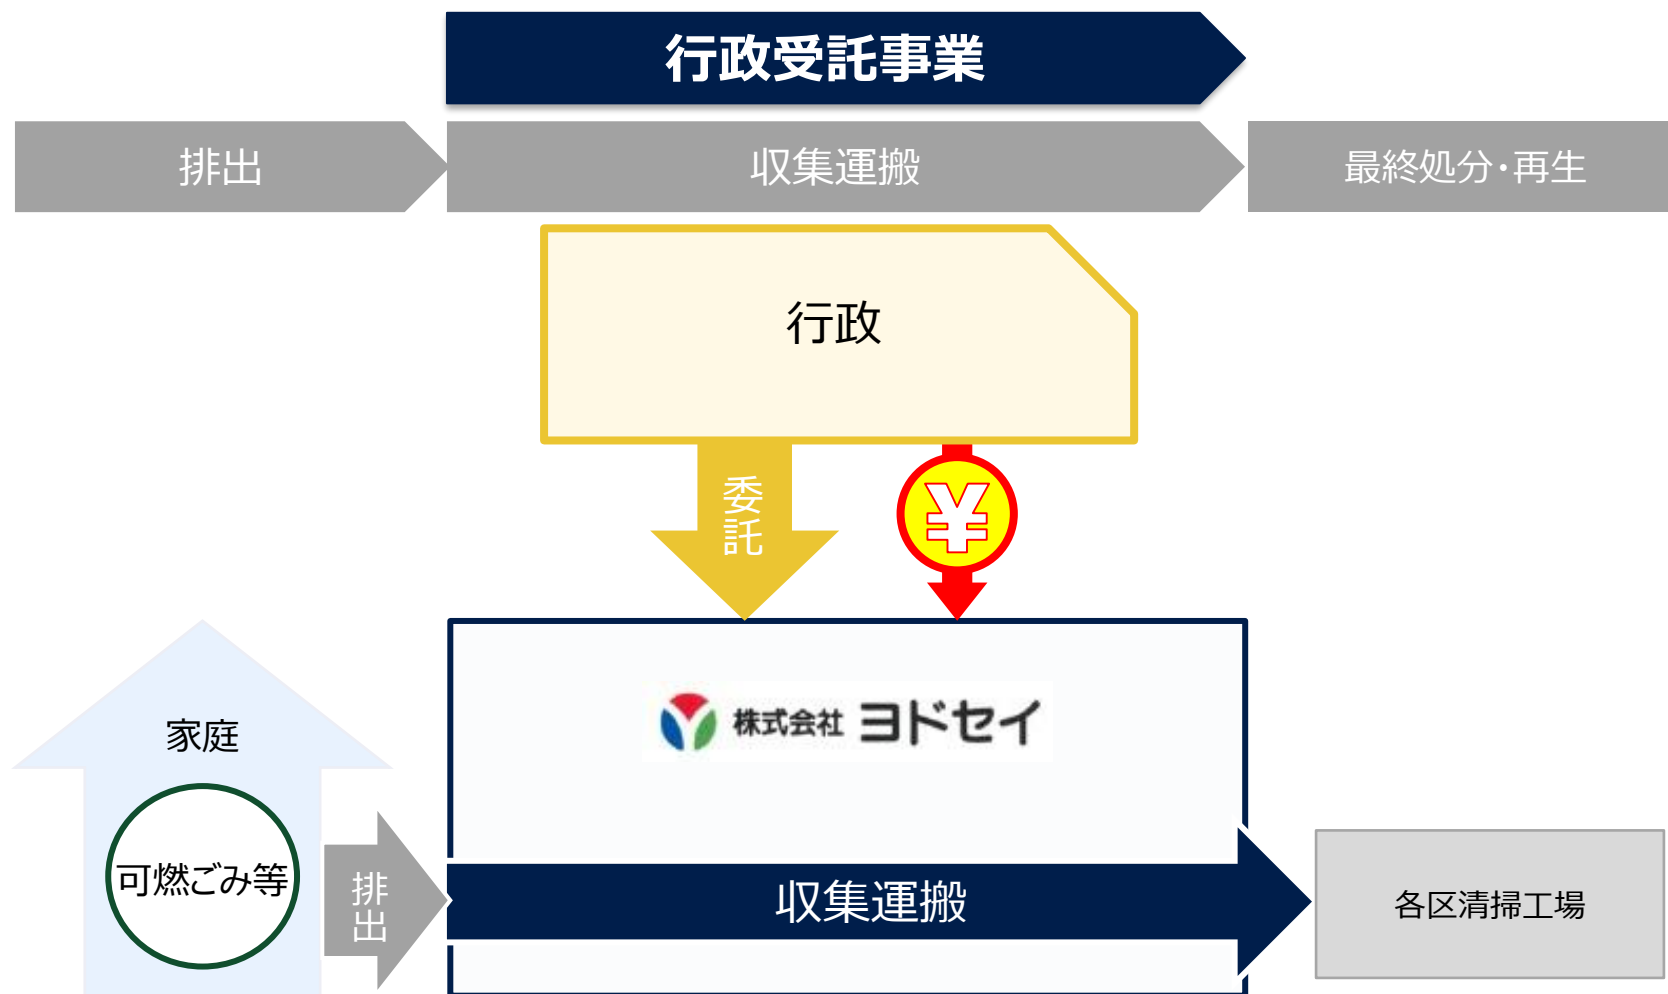 行政受託事業
排出
収集運搬
最終処分・再生
行政
委託
¥
株式会社 ヨドセイ
家庭
可燃ごみ等
排出
収集運搬
各区清掃工場